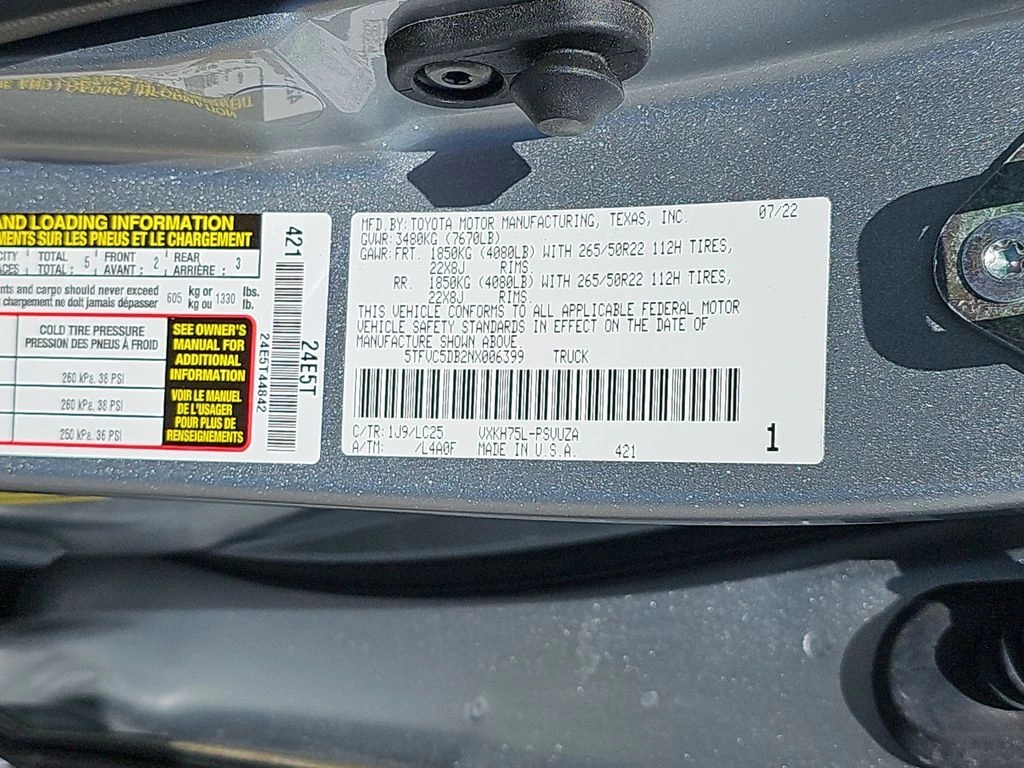 AND LOADING INFORMATION
EMENTS SUR LES PNEUS ET LE CHARGEMENT
CITY TOTAL 5 FRONT 2 REAR 3
ACES TOTAL: AVANT: ARRIÈRE:
nts and cargo should never exceed 605 kg or 1330 lbs.
chargement ne doit jamais dépasser kg ou lb.
COLD TIRE PRESSURE
PRESSION DES PNEUS À FROID
260 kPa, 38 PSI
260 kPa, 38 PSI
250 kPa, 36 PSI
SEE OWNER'S
MANUAL FOR
ADDITIONAL
INFORMATION
VOIR LE MANUEL
DE L'USAGER
POUR PLUS DE
RENSEIGNEMENTS
421
24E5T44842
24E5T
MFD.BY:TOYOTA MOTOR MANUFACTURING, TEXAS, INC. 07/22
GVWR:3480KG (7670LB)
GAWR:FRT. 1850KG (4080LB) WITH 265/50R22 112H TIRES,
22X8J RIMS.
RR. 1850KG (4080LB) WITH 265/50R22 112H TIRES,
22X8J RIMS.
THIS VEHICLE CONFORMS TO ALL APPLICABLE FEDERAL MOTOR
VEHICLE SAFETY STANDARDS IN EFFECT ON THE DATE OF
MANUFACTURE SHOWN ABOVE.
5TFVC5DB2NX006399 TRUCK
C/TR:1J9/LC25 VXKH75L-PSVUZA
A/TM: /L4A0F MADE IN U.S.A. 421
1